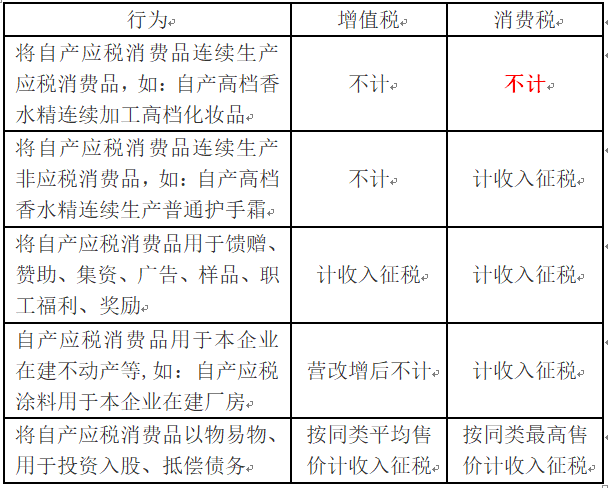 行为 增值税 消费税
将自产应税消费品连续生产
应税消费品，如：自产高档香
水精连续加工高档化妆品
不计
不计
将自产应税消费品连续生产
非应税消费品，如：自产高档
香水精连续生产普通护手霜
不计
计收入征税
将自产应税消费品用于馈赠、
赞助、集资、广告、样品、职
工福利、奖励
计收入征税
计收入征税
自产应税消费品用于本企业
在建不动产等,如：自产应税
涂料用于本企业在建厂房
营改增后不计
计收入征税
将自产应税消费品以物易物、
用于投资入股、抵偿债务
按同类平均售
价计收入征税
按同类最高售
价计收入征税